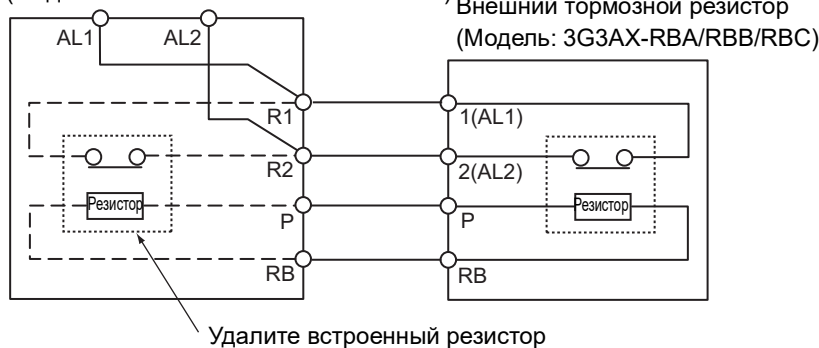 Внешний тормозной резистор
(Модель: 3G3AX-RBA/RBB/RBC)
AL1
AL2
R1
1(AL1)
R2
2(AL2)
Резистор
Резистор
P
P
RB
RB
Удалите встроенный резистор